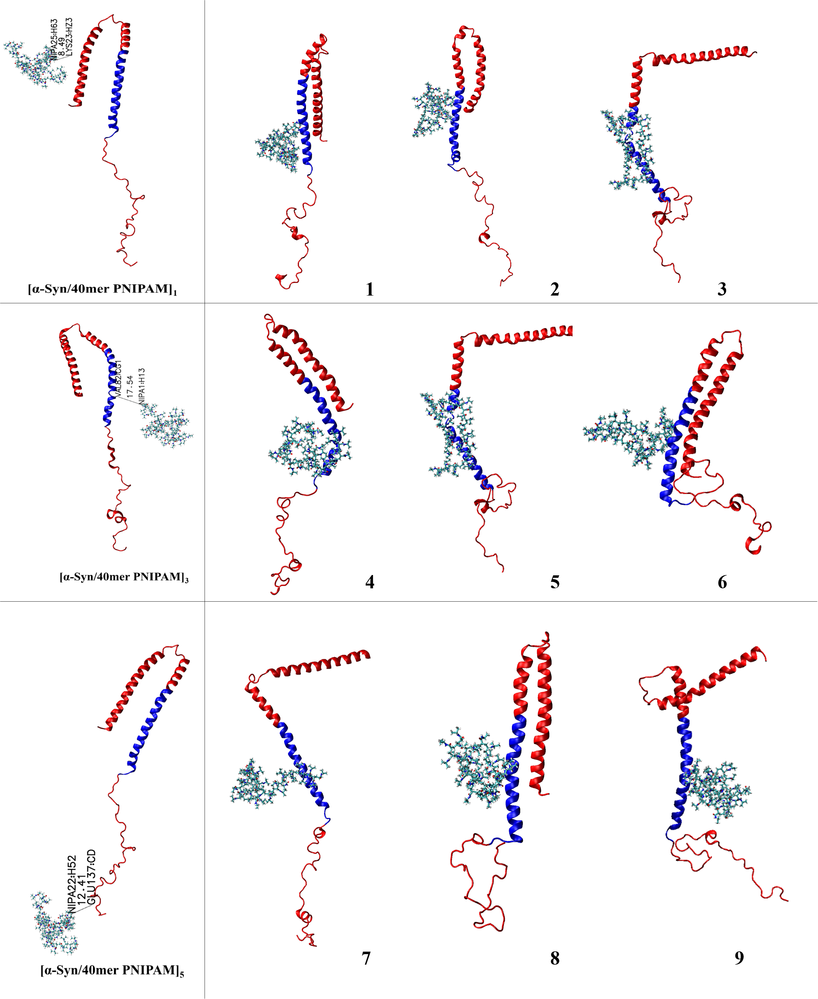 NIPA25:H63
8.49
LYS23:HZ3
[α-Syn/40mer PNIPAM]₁
1
2
3
VAL82:CG1
17.54
NIPA1:H13
[α-Syn/40mer PNIPAM]₃
4
5
6
NIPA22:H52
12.41
GLU137:CD
[α-Syn/40mer PNIPAM]₅
7
8
9